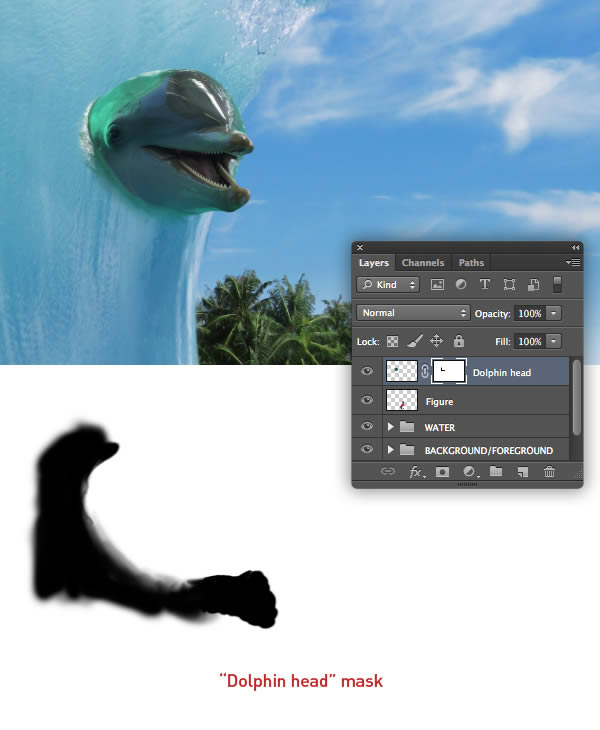 Layers Channels Paths
Kind
Normal Opacity: 100%
Lock: Fill: 100%
Dolphin head
Figure
WATER
BACKGROUND/FOREGROUND
fx
“Dolphin head” mask